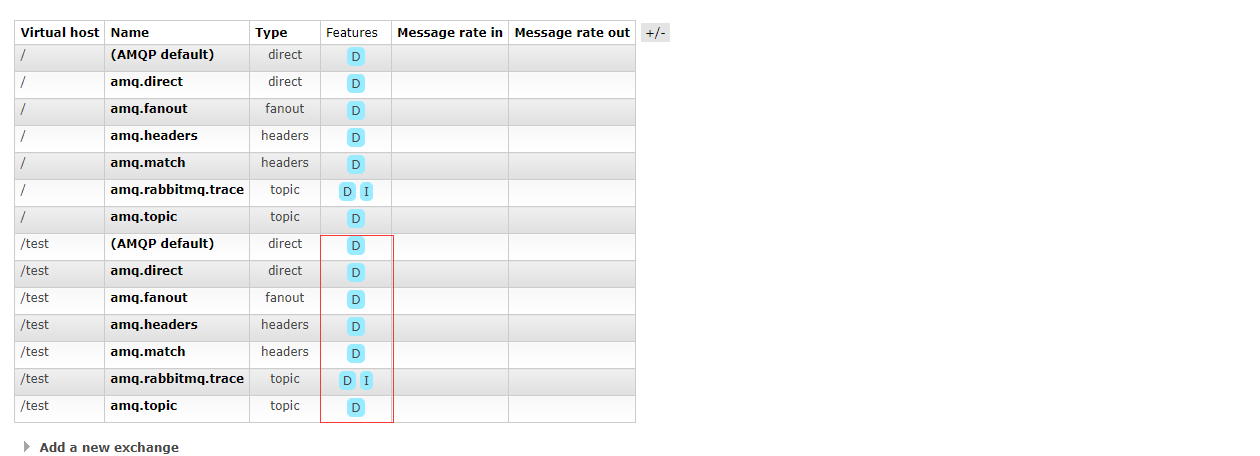 Virtual host Name Type Features Message rate in Message rate out +/-
/ (AMQP default) direct D
/ amq.direct direct D
/ amq.fanout fanout D
/ amq.headers headers D
/ amq.match headers D
/ amq.rabbitmq.trace topic D I
/ amq.topic topic D
/test (AMQP default) direct D
/test amq.direct direct D
/test amq.fanout fanout D
/test amq.headers headers D
/test amq.match headers D
/test amq.rabbitmq.trace topic D I
/test amq.topic topic D
Add a new exchange